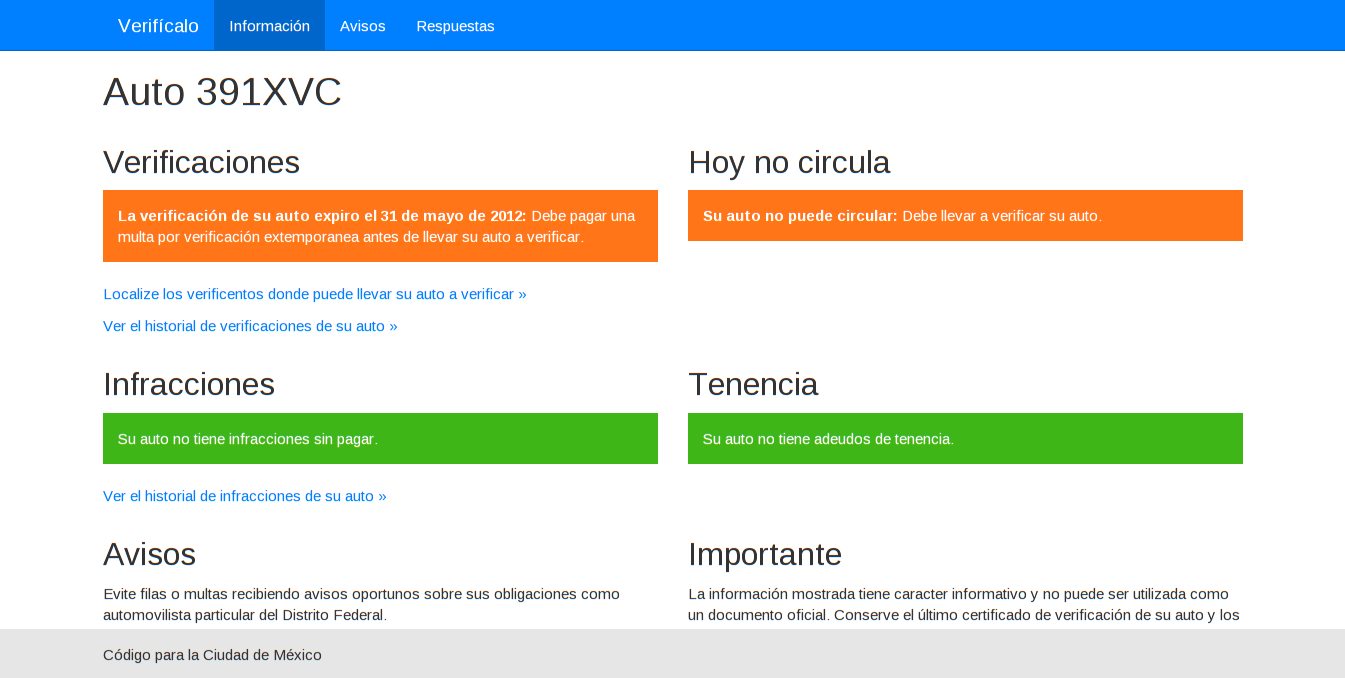 Verifícalo Información Avisos Respuestas
Auto 391XVC
Verificaciones
La verificación de su auto expiro el 31 de mayo de 2012: Debe pagar una
multa por verificación extemporanea antes de llevar su auto a verificar.
Localize los verificentos donde puede llevar su auto a verificar »
Ver el historial de verificaciones de su auto »
Hoy no circula
Su auto no puede circular: Debe llevar a verificar su auto.
Infracciones
Su auto no tiene infracciones sin pagar.
Ver el historial de infracciones de su auto »
Tenencia
Su auto no tiene adeudos de tenencia.
Avisos
Evite filas o multas recibiendo avisos oportunos sobre sus obligaciones como
automovilista particular del Distrito Federal.
Importante
La información mostrada tiene caracter informativo y no puede ser utilizada como
un documento oficial. Conserve el último certificado de verificación de su auto y los
Código para la Ciudad de México